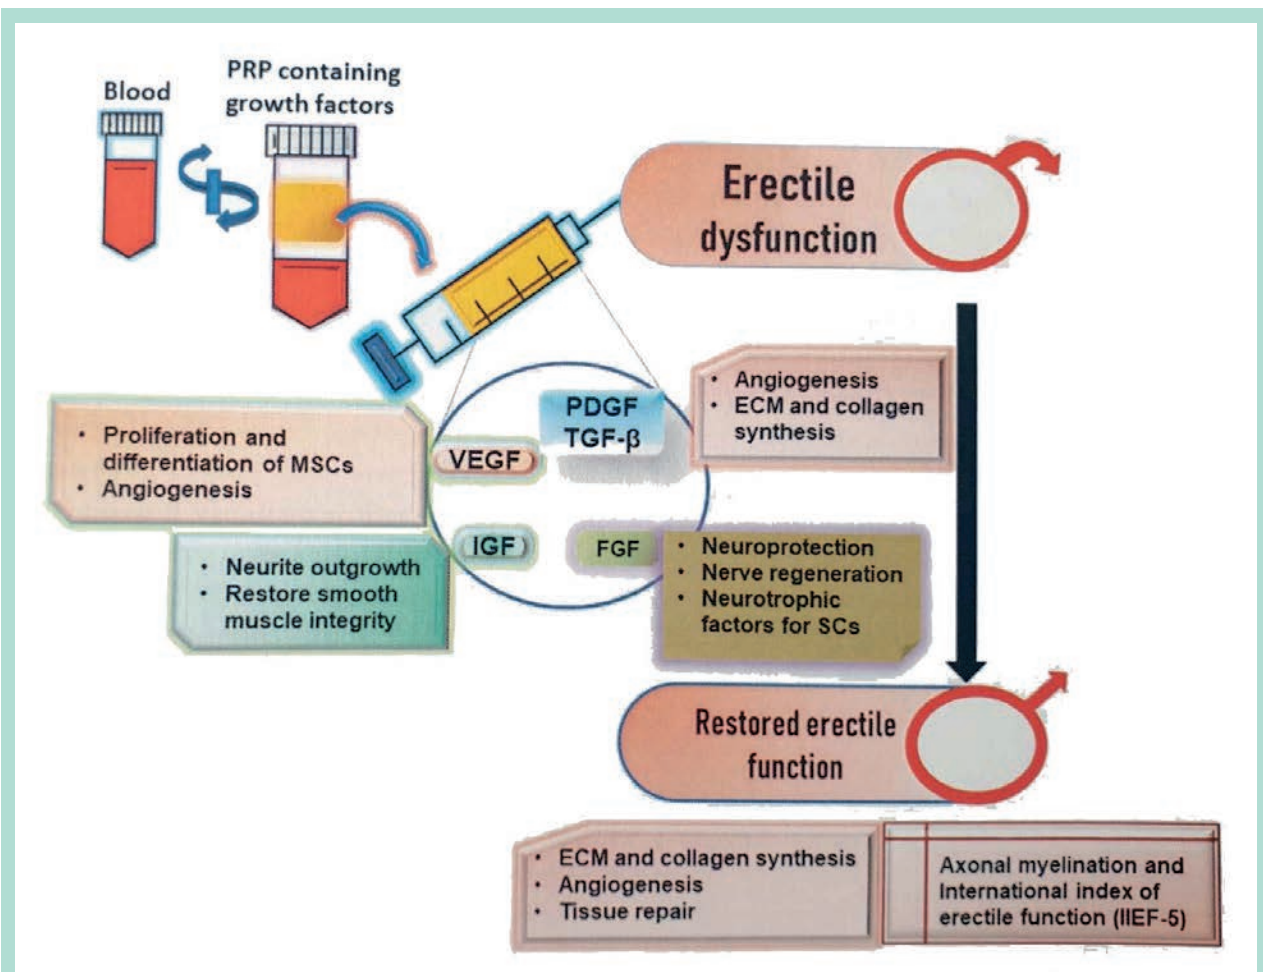 Blood
PRP containing
growth factors
Erectile
dysfunction
PDGF
TGF-β
• Angiogenesis
• ECM and collagen
synthesis
• Proliferation and
differentiation of MSCs
• Angiogenesis
VEGF
IGF
FGF
• Neurite outgrowth
• Restore smooth
muscle integrity
• Neuroprotection
• Nerve regeneration
• Neurotrophic
factors for SCs
Restored erectile
function
• ECM and collagen synthesis
• Angiogenesis
• Tissue repair
Axonal myelination and
International index of
erectile function (IIEF-5)